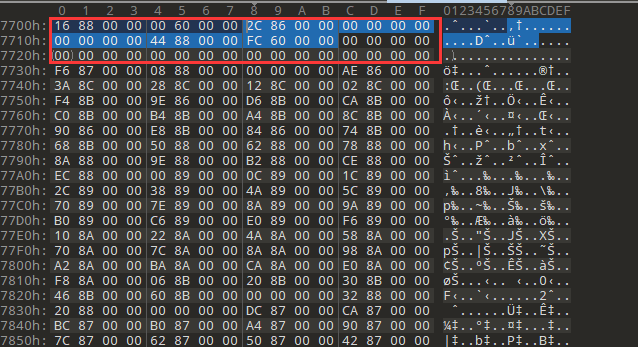 0 1 2 3 4 5 6 7 8 9 A B C D E F 0123456789ABCDEF
7700h: 16 88 00 00 00 60 00 00 2C 86 00 00 00 00 00 00 .ˆ...`..,†......
7710h: 00 00 00 00 44 88 00 00 FC 60 00 00 00 00 00 00 ....Dˆ..ü`......
7720h: 00 00 00 00 00 00 00 00 00 00 00 00 00 00 00 00
F6 87 00 00 08 88 00 00 00 00 00 00 AE 86 00 00 ö‡...ˆ......®†..
7740h: 3A 8C 00 00 28 8C 00 00 12 8C 00 00 02 8C 00 00 :Œ..(Œ...Œ...Œ..
7750h: F4 8B 00 00 9E 86 00 00 D6 8B 00 00 CA 8B 00 00 ô‹..ž†..Ö‹..Ê‹..
7760h: C0 8B 00 00 B4 8B 00 00 A4 8B 00 00 8C 8B 00 00 À‹..´‹..¤‹..Œ‹..
7770h: 90 86 00 00 E8 8B 00 00 84 86 00 00 74 8B 00 00 .†..è‹..„†..t‹..
7780h: 68 8B 00 00 50 88 00 00 62 88 00 00 78 88 00 00 h‹..Pˆ..bˆ..xˆ..
7790h: 8A 88 00 00 9E 88 00 00 B2 88 00 00 CE 88 00 00 Šˆ..žˆ..²ˆ..Îˆ..
77A0h: EC 88 00 00 00 89 00 00 0C 89 00 00 1C 89 00 00 ìˆ...‰...‰...‰..
77B0h: 2C 89 00 00 38 89 00 00 4A 89 00 00 5C 89 00 00 ,‰..8‰..J‰..\‰..
77C0h: 70 89 00 00 7E 89 00 00 8A 89 00 00 9A 89 00 00 p‰..~‰..Š‰..š‰..
77D0h: B0 89 00 00 C6 89 00 00 E0 89 00 00 F6 89 00 00 °‰..Æ‰..à‰..ö‰..
77E0h: 10 8A 00 00 22 8A 00 00 4A 8A 00 00 58 8A 00 00 .Š.."Š..JŠ..XŠ..
77F0h: 70 8A 00 00 7C 8A 00 00 8A 8A 00 00 98 8A 00 00 pŠ..|Š..ŠŠ..˜Š..
7800h: A2 8A 00 00 BA 8A 00 00 CA 8A 00 00 E0 8A 00 00 ¢Š..ºŠ..ÊŠ..àŠ..
7810h: F8 8A 00 00 06 8B 00 00 20 8B 00 00 30 8B 00 00 øŠ...‹.. ‹..0‹..
7820h: 46 8B 00 00 60 8B 00 00 00 00 00 00 32 88 00 00 F‹..`‹......2ˆ..
7830h: 20 88 00 00 00 00 00 00 DC 87 00 00 CA 87 00 00 ˆ......Ü‡..Ê‡..
7840h: BC 87 00 00 B0 87 00 00 A4 87 00 00 90 87 00 00 ¼‡..°‡..¤‡...‡..
7850h: 7C 87 00 00 62 87 00 00 50 87 00 00 42 87 00 00 |‡..b‡..P‡..B‡..